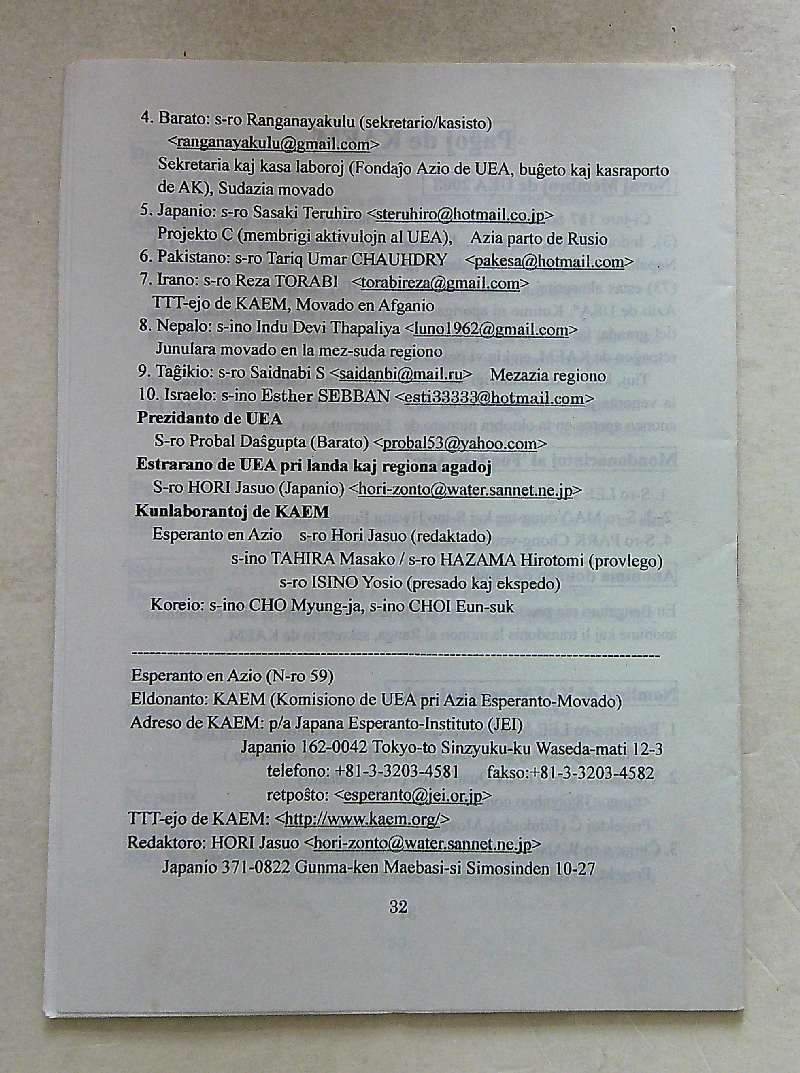 4. Barato: s-ro Ranganayakulu (sekretario/kasisto)
<ranganayakulu@gmail.com>
Sekretaria kaj kasa laboroj (Fondaĵo Azio de UEA, buĝeto kaj kasraporto
de AK), Sudazia movado
5. Japanio: s-ro Sasaki Teruhiro <steruhiro@hotmail.co.jp>
Projekto C (membrigi aktivulojn al UEA), Azia parto de Rusio
6. Pakistano: s-ro Tariq Umar CHAUHDRY <pakesa@hotmail.com>
7. Irano: s-ro Reza TORABI <torabireza@gmail.com>
TTT-ejo de KAEM, Movado en Afganio
8. Nepalo: s-ino Indu Devi Thapaliya <luno1962@gmail.com>
Junulara movado en la mez-suda regiono
9. Taĝikio: s-ro Saidnabi S <saidanbi@mail.ru> Mezazia regiono
10. Israelo: s-ino Esther SEBBAN <esti33333@hotmail.com>
Prezidanto de UEA
S-ro Probal Daŝgupta (Barato) <probal53@yahoo.com>
Estrarano de UEA pri landa kaj regiona agadoj
S-ro HORI Jasuo (Japanio) <hori-zonto@water.sannet.ne.jp>
Kunlaborantoj de KAEM
Esperanto en Azio s-ro Hori Jasuo (redaktado)
s-ino TAHIRA Masako / s-ro HAZAMA Hirotomi (provlego)
s-ro ISINO Yosio (presado kaj ekspedo)
Koreio: s-ino CHO Myung-ja, s-ino CHOI Eun-suk
Esperanto en Azio (N-ro 59)
Eldonanto: KAEM (Komisiono de UEA pri Azia Esperanto-Movado)
Adreso de KAEM: p/a Japana Esperanto-Instituto (JEI)
Japanio 162-0042 Tokyo-to Sinzyuku-ku Waseda-mati 12-3
telefono: +81-3-3203-4581 fakso:+81-3-3203-4582
retpoŝto: <esperanto@jei.or.jp>
TTT-ejo de KAEM: <http://www.kaem.org/>
Redaktoro: HORI Jasuo <hori-zonto@water.sannet.ne.jp>
Japanio 371-0822 Gunma-ken Maebasi-si Simosinden 10-27
32